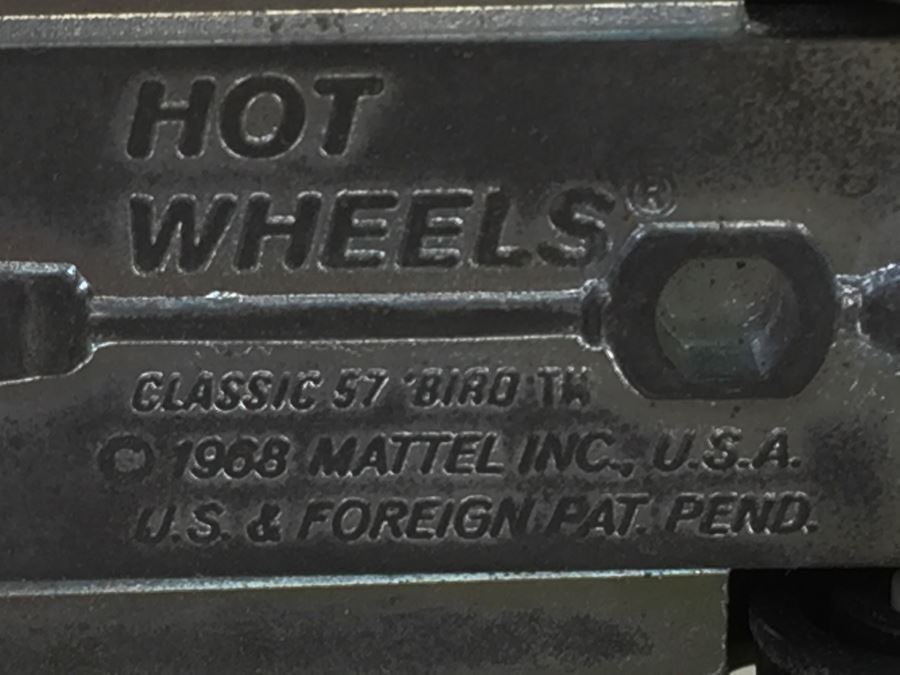 HOT
WHEELS®
CLASSIC 57 'BIRD TM
© 1968 MATTEL INC., U.S.A.
U.S. & FOREIGN PAT. PEND.